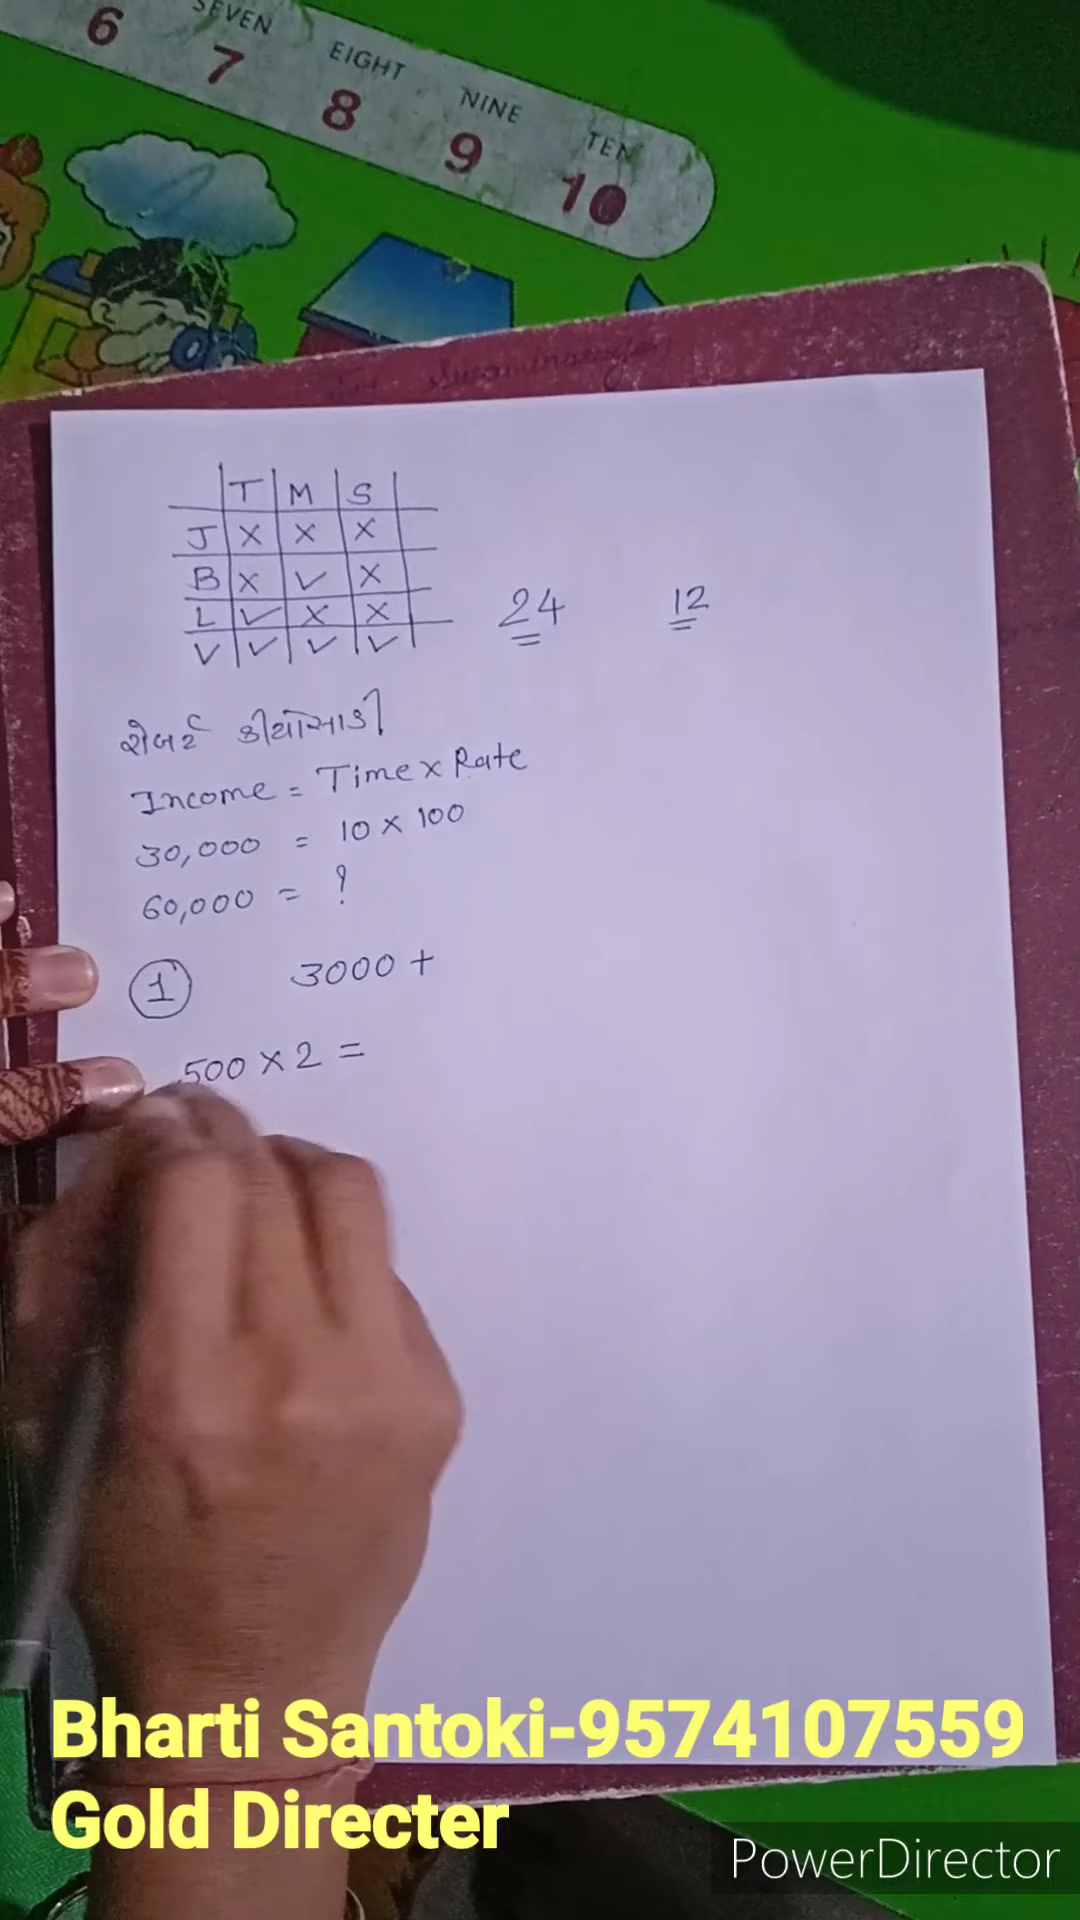 6 SEVEN 7 EIGHT 8 NINE 9 TEN 10
T M S
J X X X
B X ✓ X
L ✓ X X
V ✓ ✓ ✓
24 12
રોબર્ટ કીયોસાકી
Income = Time x Rate
30,000 = 10 x 100
60,000 = ?
1 3000 +
500 x 2 =
Bharti Santoki-9574107559
Gold Directer
PowerDirector